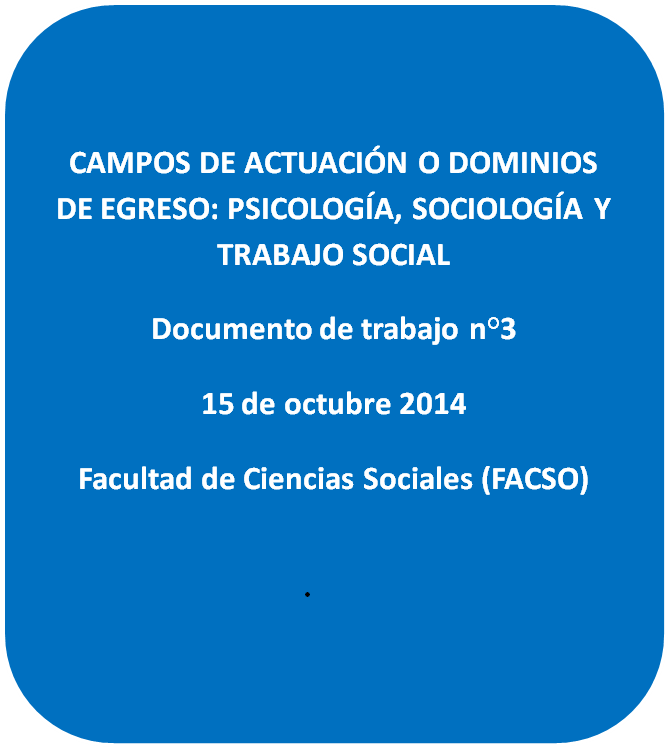 CAMPOS DE ACTUACIÓN O DOMINIOS
DE EGRESO: PSICOLOGÍA, SOCIOLOGÍA Y
TRABAJO SOCIAL
Documento de trabajo n°3
15 de octubre 2014
Facultad de Ciencias Sociales (FACSO)
.